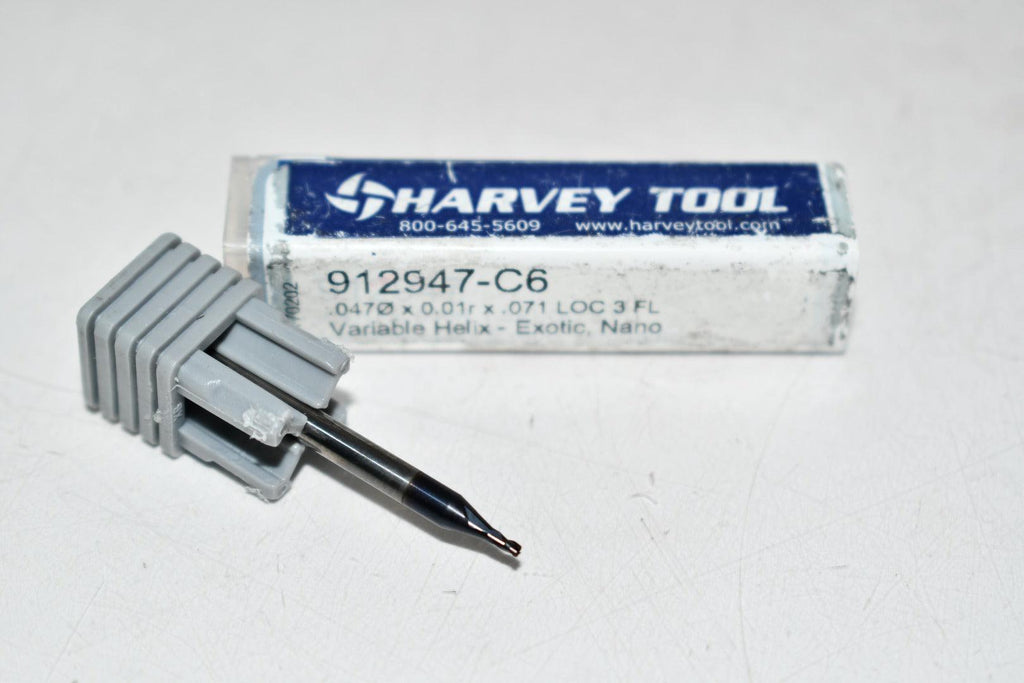 HARVEY TOOL
800-645-5609 www.harveytool.com
912947-C6
.047Ø x 0.01r x .071 LOC 3 FL
Variable Helix - Exotic, Nano